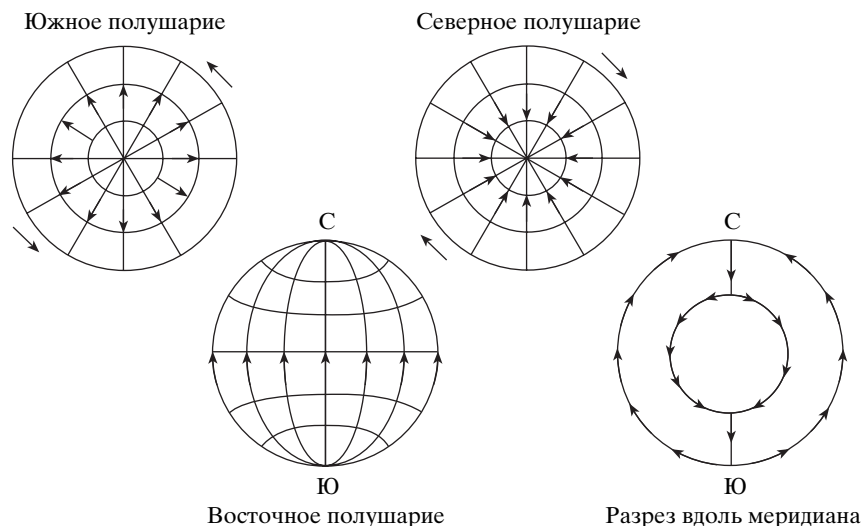 Южное полушарие
Северное полушарие
С
Ю
Восточное полушарие
С
Ю
Разрез вдоль меридиана